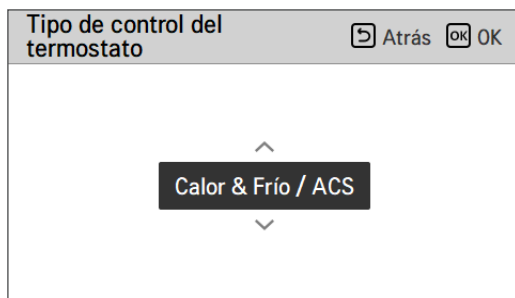 Tipo de control del
termostato
Atrás OK OK
Calor & Frío / ACS